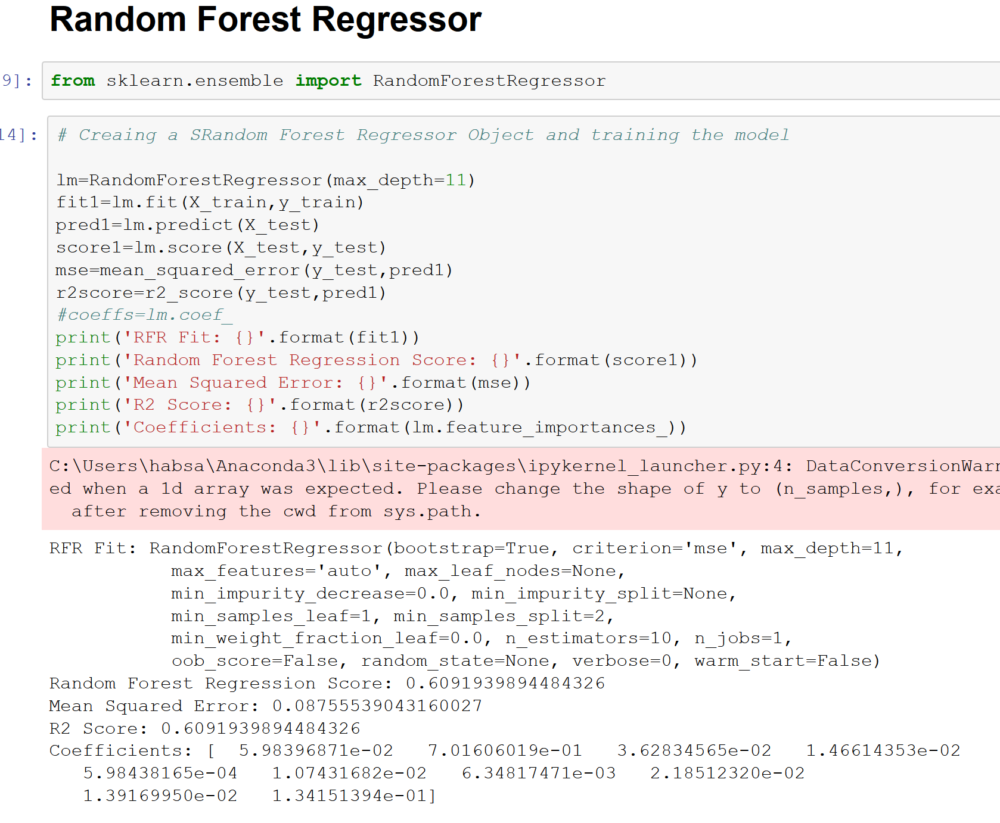 Random Forest Regressor
9]: from sklearn.ensemble import RandomForestRegressor
14]: # Creaing a SRandom Forest Regressor Object and training the model
lm=RandomForestRegressor(max_depth=11)
fit1=lm.fit(X_train,y_train)
pred1=lm.predict(X_test)
score1=lm.score(X_test,y_test)
mse=mean_squared_error(y_test,pred1)
r2score=r2_score(y_test,pred1)
#coeffs=lm.coef_
print('RFR Fit: {}'.format(fit1))
print('Random Forest Regression Score: {}'.format(score1))
print('Mean Squared Error: {}'.format(mse))
print('R2 Score: {}'.format(r2score))
print('Coefficients: {}'.format(lm.feature_importances_))
C:\Users\habsa\Anaconda3\lib\site-packages\ipykernel_launcher.py:4: DataConversionWarn
ed when a 1d array was expected. Please change the shape of y to (n_samples,), for exa
after removing the cwd from sys.path.
RFR Fit: RandomForestRegressor(bootstrap=True, criterion='mse', max_depth=11,
max_features='auto', max_leaf_nodes=None,
min_impurity_decrease=0.0, min_impurity_split=None,
min_samples_leaf=1, min_samples_split=2,
min_weight_fraction_leaf=0.0, n_estimators=10, n_jobs=1,
oob_score=False, random_state=None, verbose=0, warm_start=False)
Random Forest Regression Score: 0.6091939894484326
Mean Squared Error: 0.08755539043160027
R2 Score: 0.6091939894484326
Coefficients: [ 5.98396871e-02 7.01606019e-01 3.62834565e-02 1.46614353e-02
5.98438165e-04 1.07431682e-02 6.34817471e-03 2.18512320e-02
1.39169950e-02 1.34151394e-01]